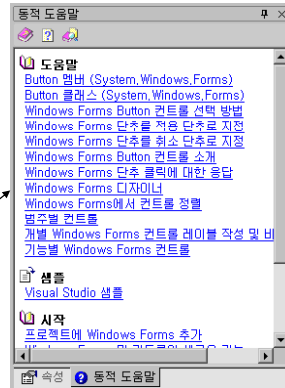 동적 도움말
도움말
Button 멤버 (System.Windows.Forms)
Button 클래스 (System.Windows.Forms)
Windows Forms Button 컨트롤 선택 방법
Windows Forms 단추를 적용 단추로 지정
Windows Forms 단추를 취소 단추로 지정
Windows Forms Button 컨트롤 소개
Windows Forms 단추 클릭에 대한 응답
Windows Forms 디자이너
Windows Forms에서 컨트롤 정렬
범주별 컨트롤
개별 Windows Forms 컨트롤 레이블 작성 및 비
기능별 Windows Forms 컨트롤
샘플
Visual Studio 샘플
시작
프로젝트에 Windows Forms 추가
속성
동적 도움말